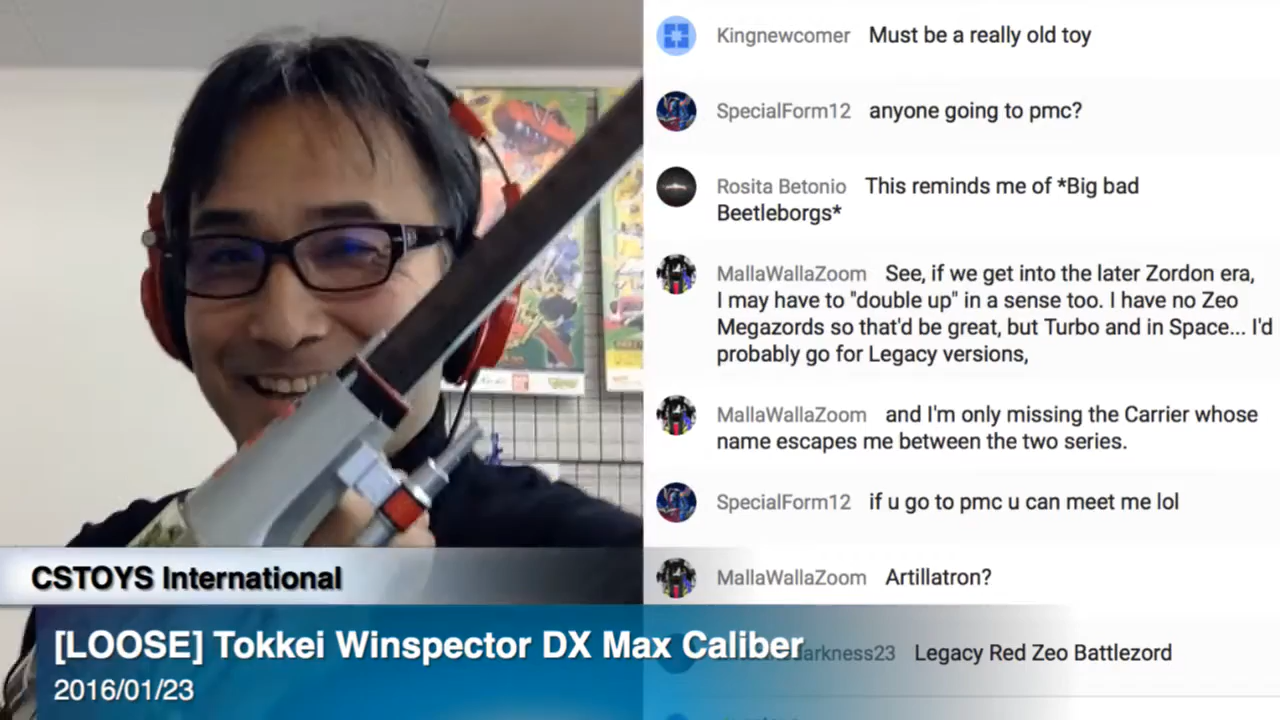 Kingnewcomer Must be a really old toy
SpecialForm12 anyone going to pmc?
Rosita Betonio This reminds me of *Big bad
Beetleborgs*
MallaWallaZoom See, if we get into the later Zordon era,
I may have to "double up" in a sense too. I have no Zeo
Megazords so that'd be great, but Turbo and in Space... I'd
probably go for Legacy versions,
MallaWallaZoom and I'm only missing the Carrier whose
name escapes me between the two series.
SpecialForm12 if u go to pmc u can meet me lol
MallaWallaZoom Artillatron?
arkness23 Legacy Red Zeo Battlezord
CSTOYS International
[LOOSE] Tokkei Winspector DX Max Caliber
2016/01/23